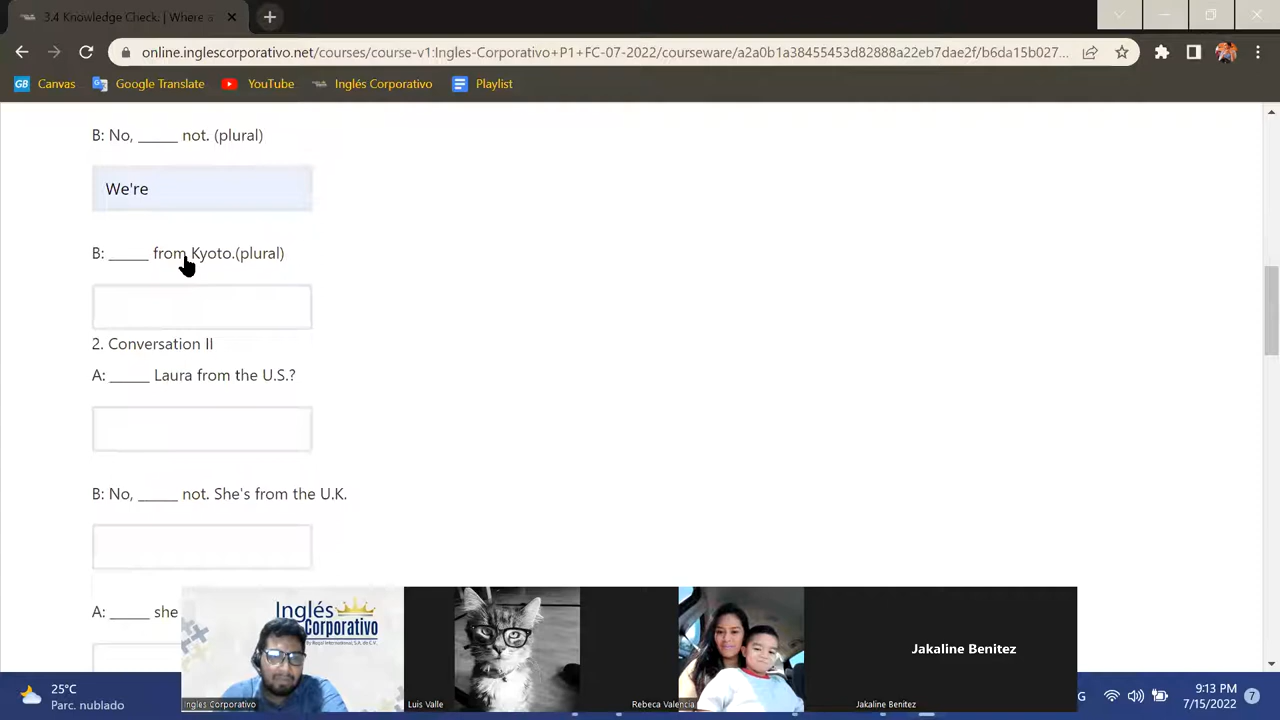 3.4 Knowledge Check: | Where a
online.inglescorporativo.net/courses/course-v1:Ingles-Corporativo+P1+FC-07-2022/courseware/a2a0b1a38455453d82888a22eb7dae2f/b6da15b027...
Canvas
Google Translate
YouTube
Inglés Corporativo
Playlist
B: No, _____ not. (plural)
We're
B: _____ from Kyoto.(plural)
2. Conversation II
A: _____ Laura from the U.S.?
B: No, _____ not. She's from the U.K.
A: _____ she
Inglés
Corporativo
Jakaline Benitez
Inglés Corporativo
Luis Valle
Rebeca Valencia
Jakaline Benitez
25°C
Parc. nublado
9:13 PM
7/15/2022
7